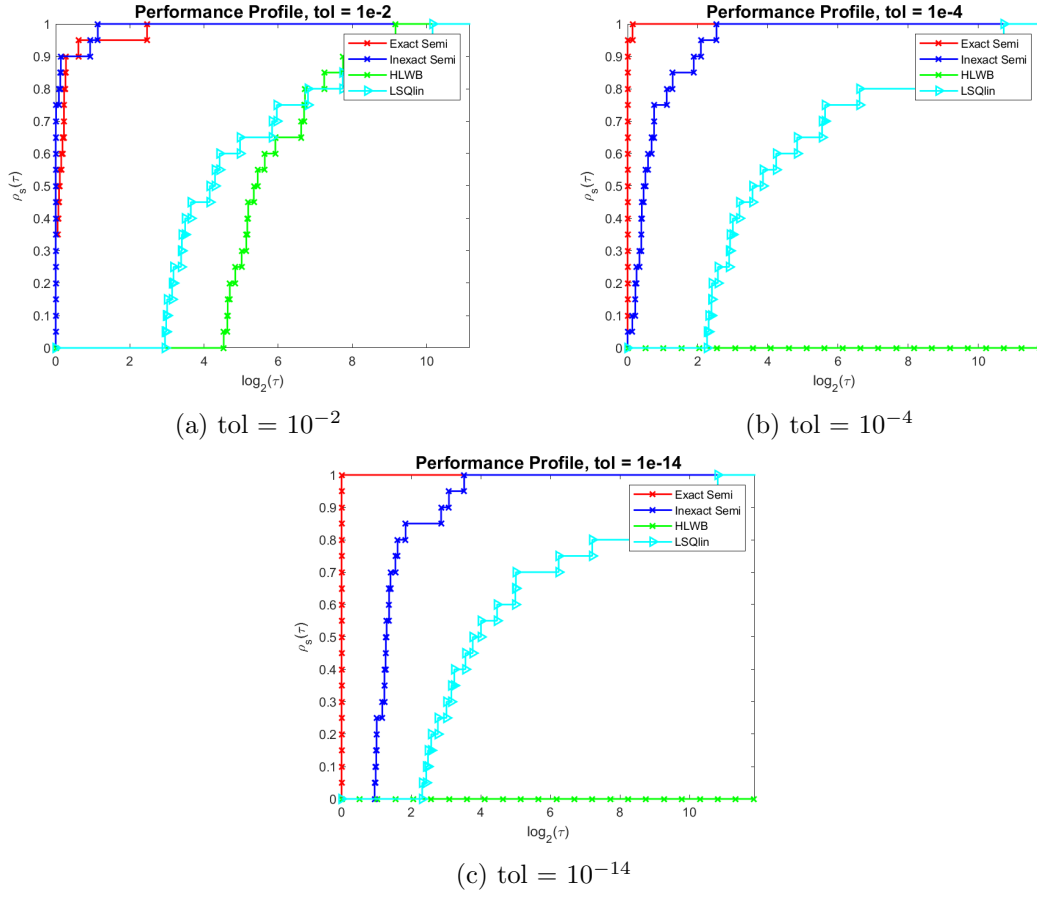 Performance Profile, tol = 1e-2
1
0.9
0.8
0.7
0.6
0.5
0.4
0.3
0.2
0.1
0
ρs(τ)
0 2 4 6 8 10
log2(τ)
Exact Semi
Inexact Semi
HLWB
LSQlin
(a) tol = 10−2
Performance Profile, tol = 1e-4
1
0.9
0.8
0.7
0.6
0.5
0.4
0.3
0.2
0.1
0
ρs(τ)
0 2 4 6 8 10
log2(τ)
Exact Semi
Inexact Semi
HLWB
LSQlin
(b) tol = 10−4
Performance Profile, tol = 1e-14
1
0.9
0.8
0.7
0.6
0.5
0.4
0.3
0.2
0.1
0
ρs(τ)
0 2 4 6 8 10
log2(τ)
Exact Semi
Inexact Semi
HLWB
LSQlin
(c) tol = 10−14